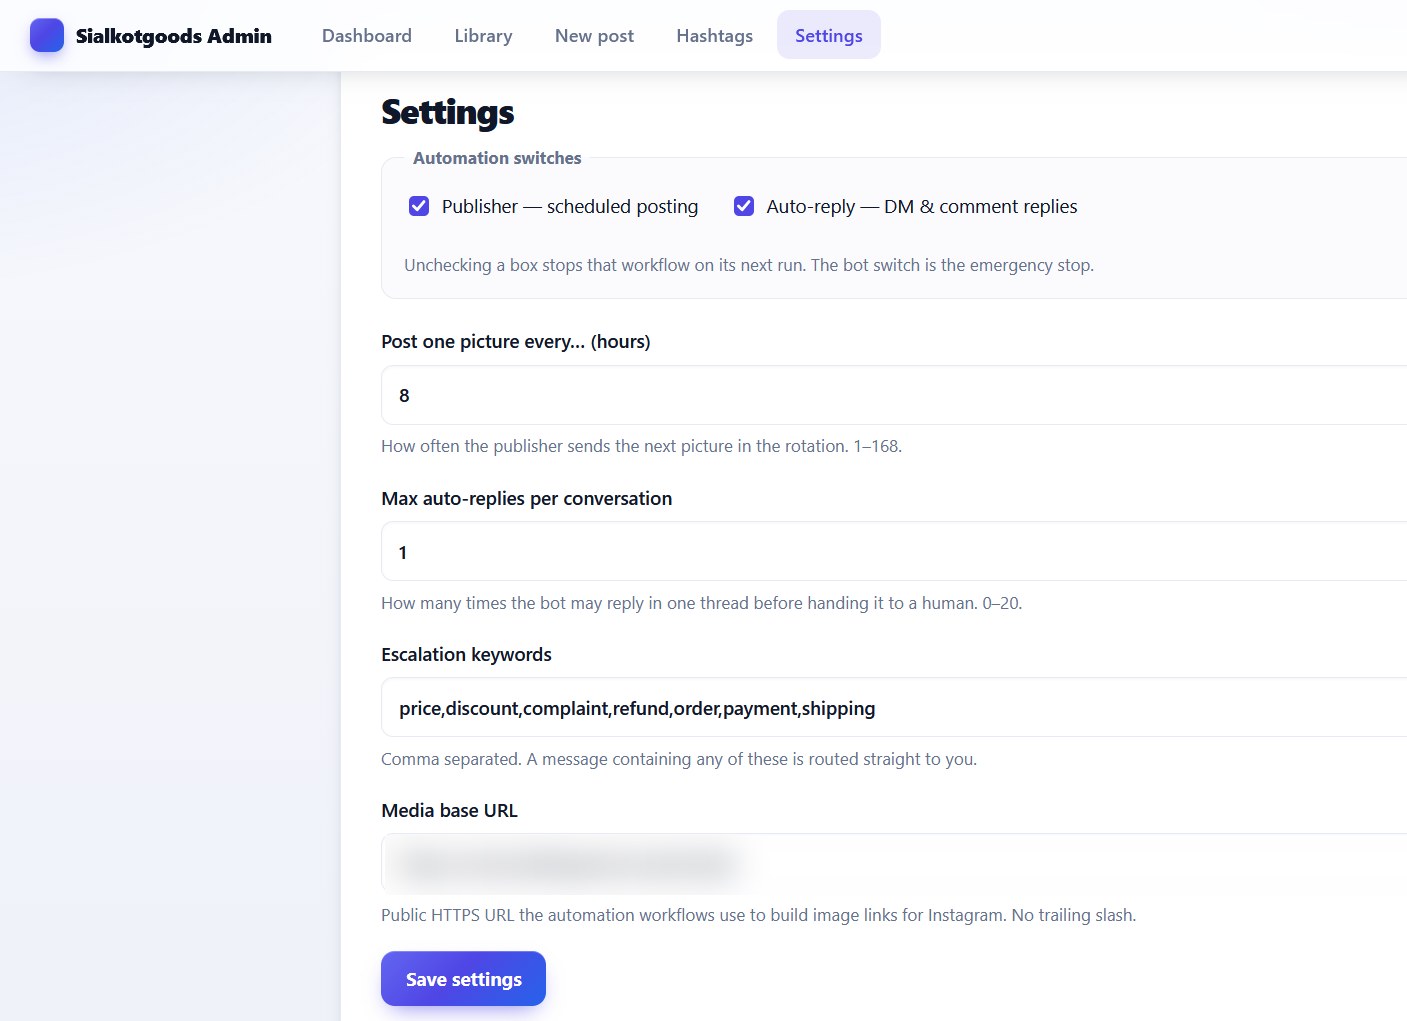 Sialkotgoods Admin Dashboard Library New post Hashtags Settings
Settings
Automation switches
Publisher — scheduled posting Auto-reply — DM & comment replies
Unchecking a box stops that workflow on its next run. The bot switch is the emergency stop.
Post one picture every... (hours)
8
How often the publisher sends the next picture in the rotation. 1–168.
Max auto-replies per conversation
1
How many times the bot may reply in one thread before handing it to a human. 0–20.
Escalation keywords
price,discount,complaint,refund,order,payment,shipping
Comma separated. A message containing any of these is routed straight to you.
Media base URL
Public HTTPS URL the automation workflows use to build image links for Instagram. No trailing slash.
Save settings